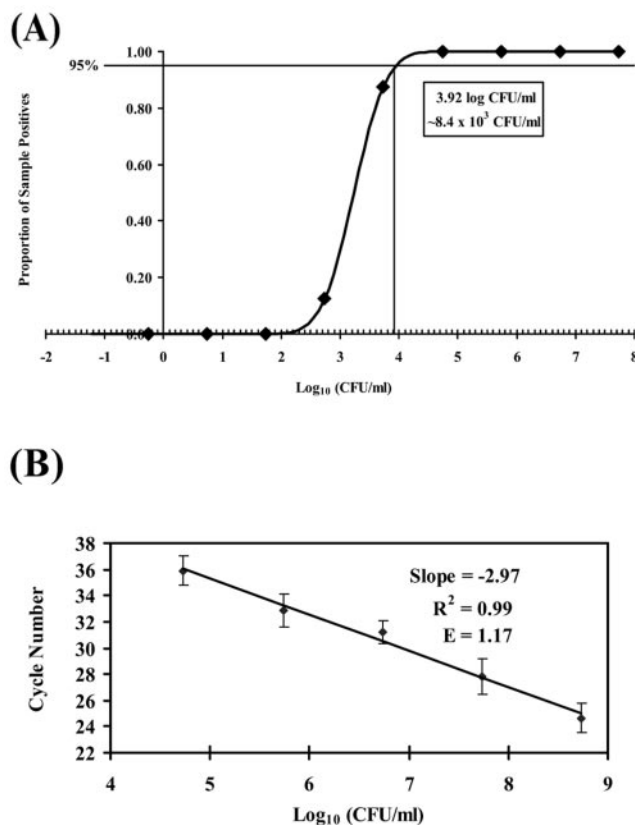 (A)
1.00
95%
0.80
0.60
0.40
0.20
3.92 log CFU/ml
~8.4 x 10³ CFU/ml
Proportion of Sample Positives
-2 -1 0 1 2 3 4 5 6 7 8
Log₁₀ (CFU/ml)
(B)
38
36
34
32
30
28
26
24
22
Slope = -2.97
R² = 0.99
E = 1.17
Cycle Number
4 5 6 7 8 9
Log₁₀ (CFU/ml)